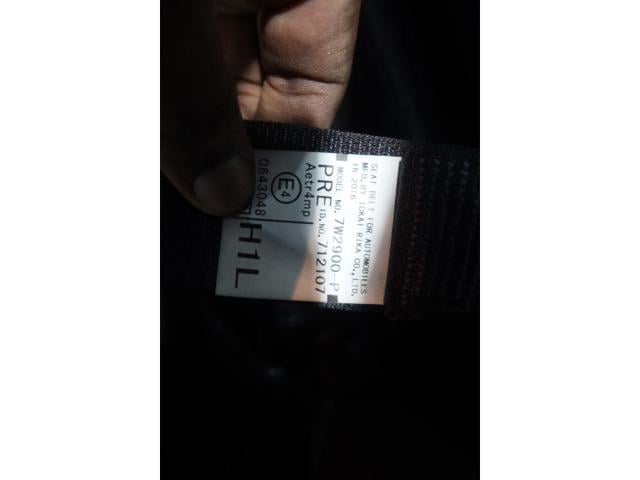 SEAT BELT FOR AUTOMOBILES
MFD. BY TOKAI RIKA CO., LTD.
IN 2016
MODEL NO. 7W2900-P
PRE ID.NO. 712107
Aetr4mp
E4
0643048
H1L